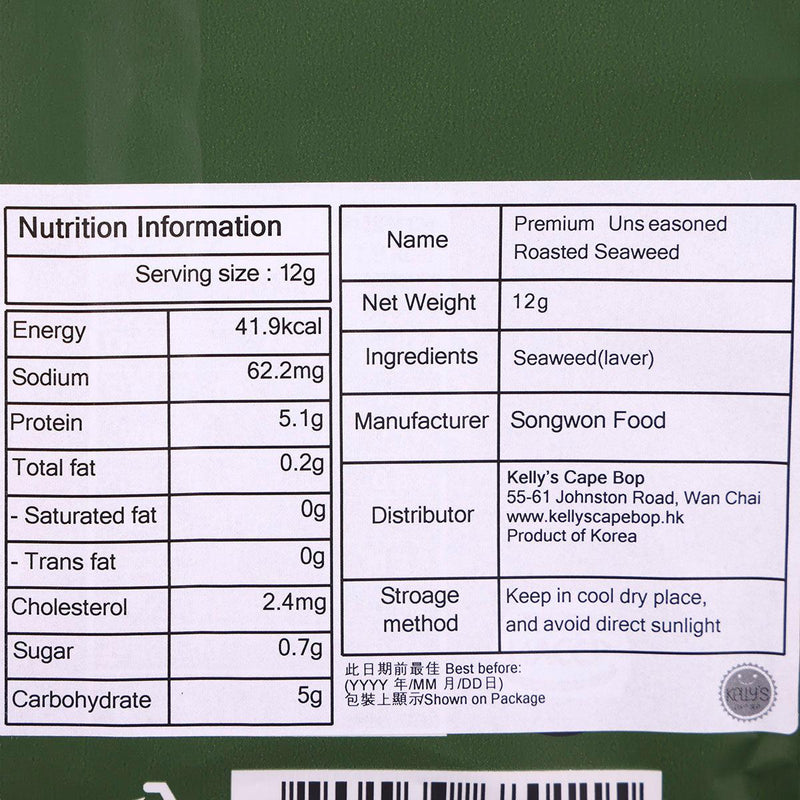 Nutrition Information
Serving size : 12g
Energy 41.9kcal
Sodium 62.2mg
Protein 5.1g
Total fat 0.2g
- Saturated fat 0g
- Trans fat 0g
Cholesterol 2.4mg
Sugar 0.7g
Carbohydrate 5g
Name
Premium Uns easoned
Roasted Seaweed
Net Weight 12g
Ingredients Seaweed(laver)
Manufacturer Songwon Food
Distributor
Kelly's Cape Bop
55-61 Johnston Road, Wan Chai
www.kellyscapebop.hk
Product of Korea
Stroage
method
Keep in cool dry place,
and avoid direct sunlight
此日期前最佳 Best before:
(YYYY 年/MM 月/DD日)
包裝上顯示/Shown on Package
KELLY'S